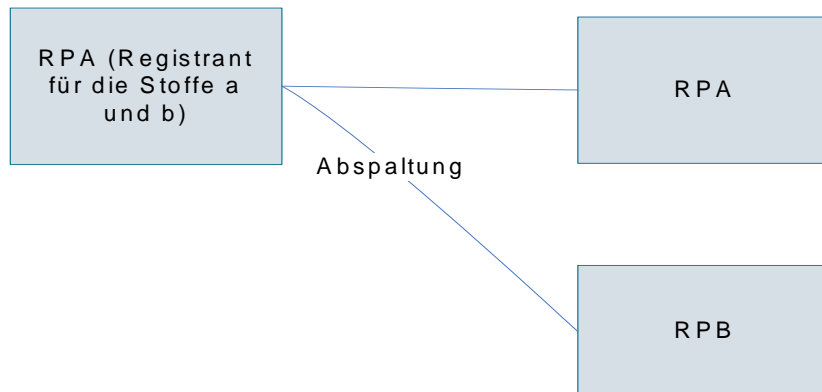 RPA (Registrant
für die Stoffe a
und b)
RPA
Abspaltung
RPB